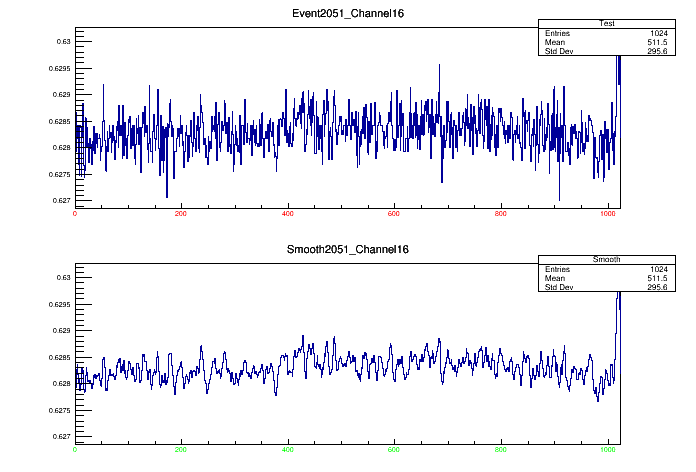 Event2051_Channel16
Test
Entries 1024
Mean 511.5
Std Dev 295.6
0.63
0.6295
0.629
0.6285
0.628
0.6275
0.627
0 200 400 600 800 1000
Smooth2051_Channel16
Smooth
Entries 1024
Mean 511.5
Std Dev 295.6
0.63
0.6295
0.629
0.6285
0.628
0.6275
0.627
0 200 400 600 800 1000